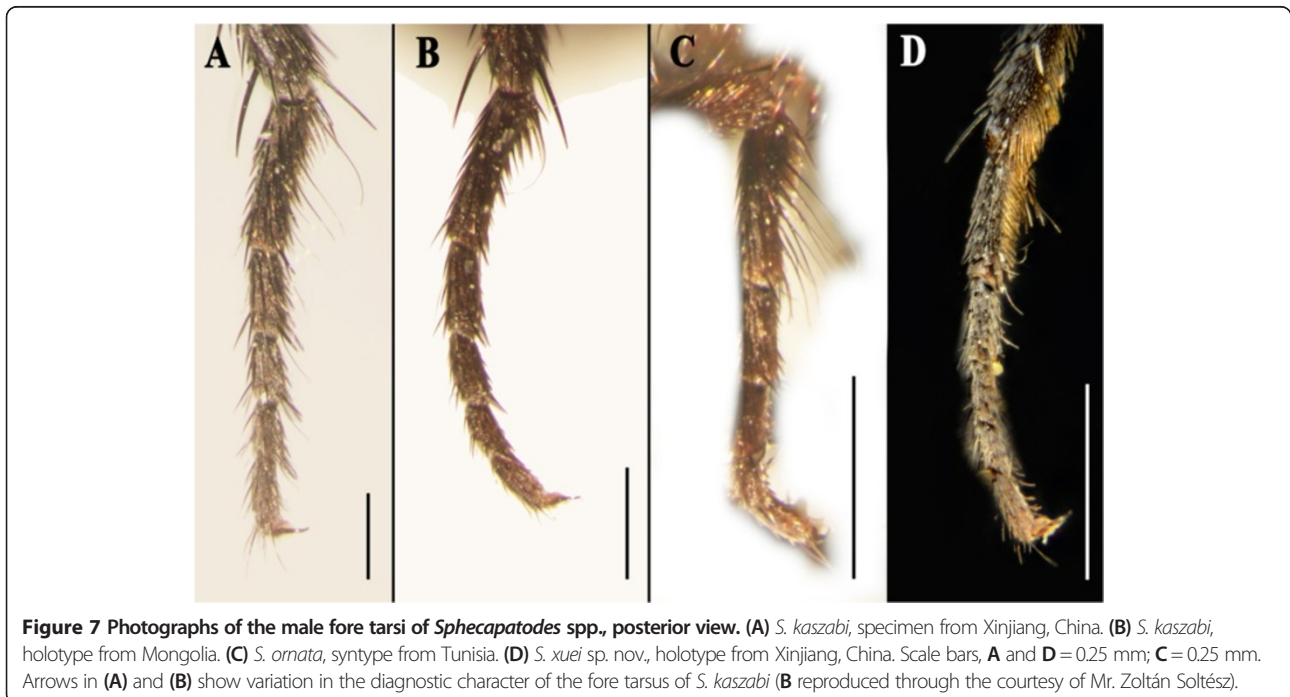 A B C D
Figure 7 Photographs of the male fore tarsi of Sphecapatodes spp., posterior view. (A) S. kaszabi, specimen from Xinjiang, China. (B) S. kaszabi,
holotype from Mongolia. (C) S. ornata, syntype from Tunisia. (D) S. xuei sp. nov., holotype from Xinjiang, China. Scale bars, A and D = 0.25 mm; C = 0.25 mm.
Arrows in (A) and (B) show variation in the diagnostic character of the fore tarsus of S. kaszabi (B reproduced through the courtesy of Mr. Zoltán Soltész).